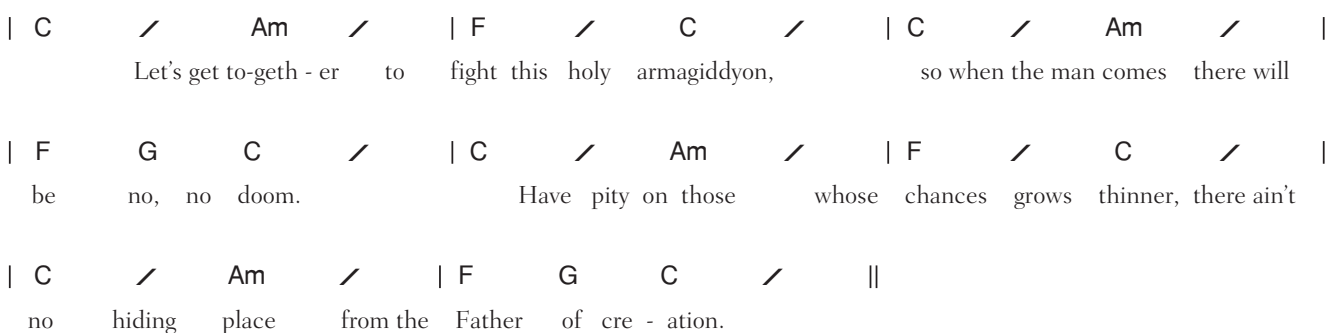 | C / Am / | F / C / | C / Am / |
Let's get to-geth - er to fight this holy armagiddyon, so when the man comes there will
| F G C / | C / Am / | F / C / |
be no, no doom. Have pity on those whose chances grows thinner, there ain't
| C / Am / | F G C / ||
no hiding place from the Father of cre - ation.